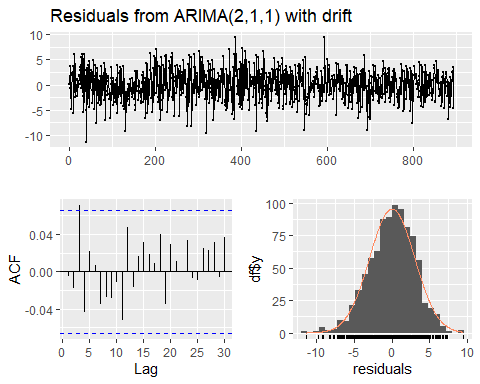 Residuals from ARIMA(2,1,1) with drift
10
5
0
-5
-10
0 200 400 600 800
0.04
0.00
-0.04
ACF
0 5 10 15 20 25 30
Lag
100
75
50
25
0
df$y
-10 -5 0 5 10
residuals